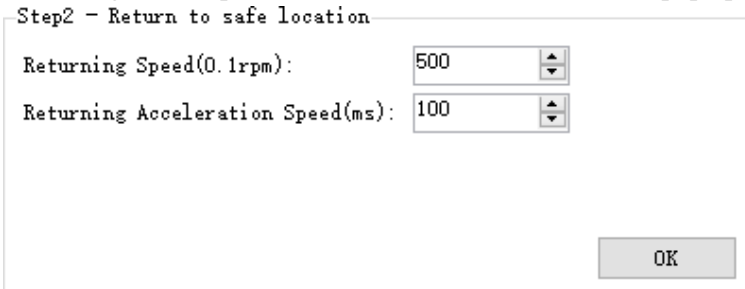 Step2 - Return to safe location
Returning Speed(0.1rpm): 500
Returning Acceleration Speed(ms): 100
OK